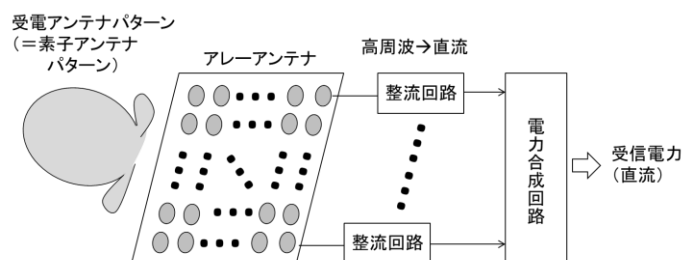 受電アンテナパターン
(=素子アンテナ
パターン)
アレーアンテナ
高周波→直流
整流回路
整流回路
電力合成回路
受信電力
(直流)